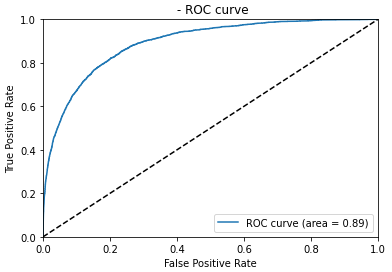 - ROC curve
1.0
0.8
0.6
0.4
0.2
0.0
True Positive Rate
0.0 0.2 0.4 0.6 0.8 1.0
False Positive Rate
ROC curve (area = 0.89)